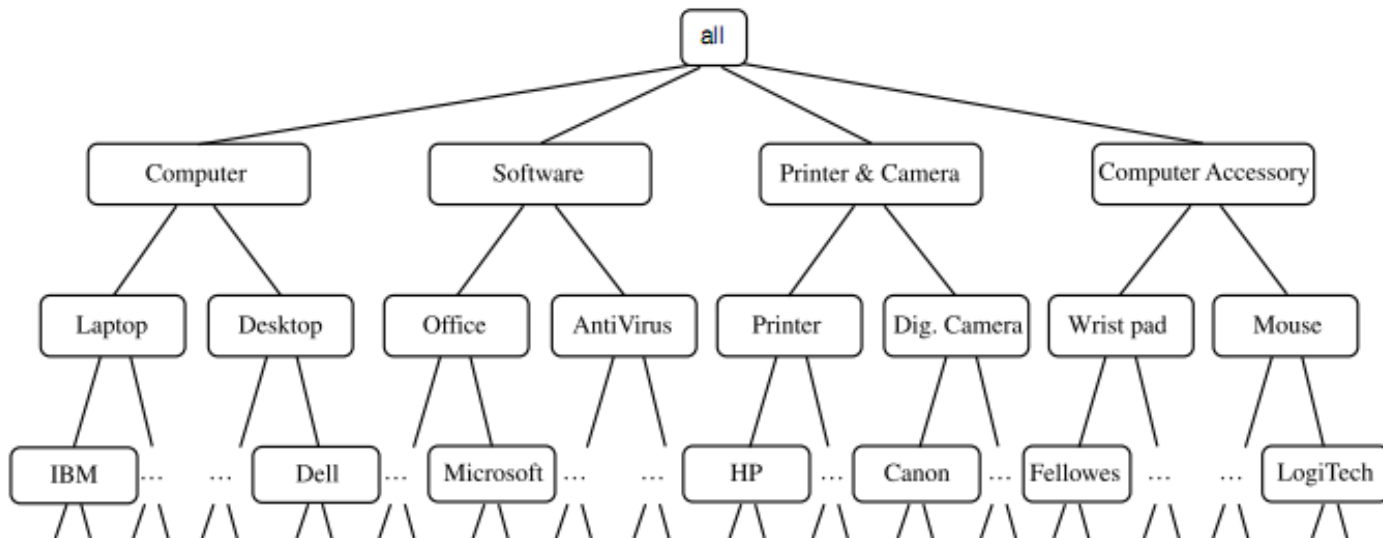 all
Computer
Software
Printer & Camera
Computer Accessory
Laptop
Desktop
Office
AntiVirus
Printer
Dig. Camera
Wrist pad
Mouse
IBM
...
...
Dell
...
Microsoft
...
...
HP
...
Canon
...
Fellowes
...
...
LogiTech